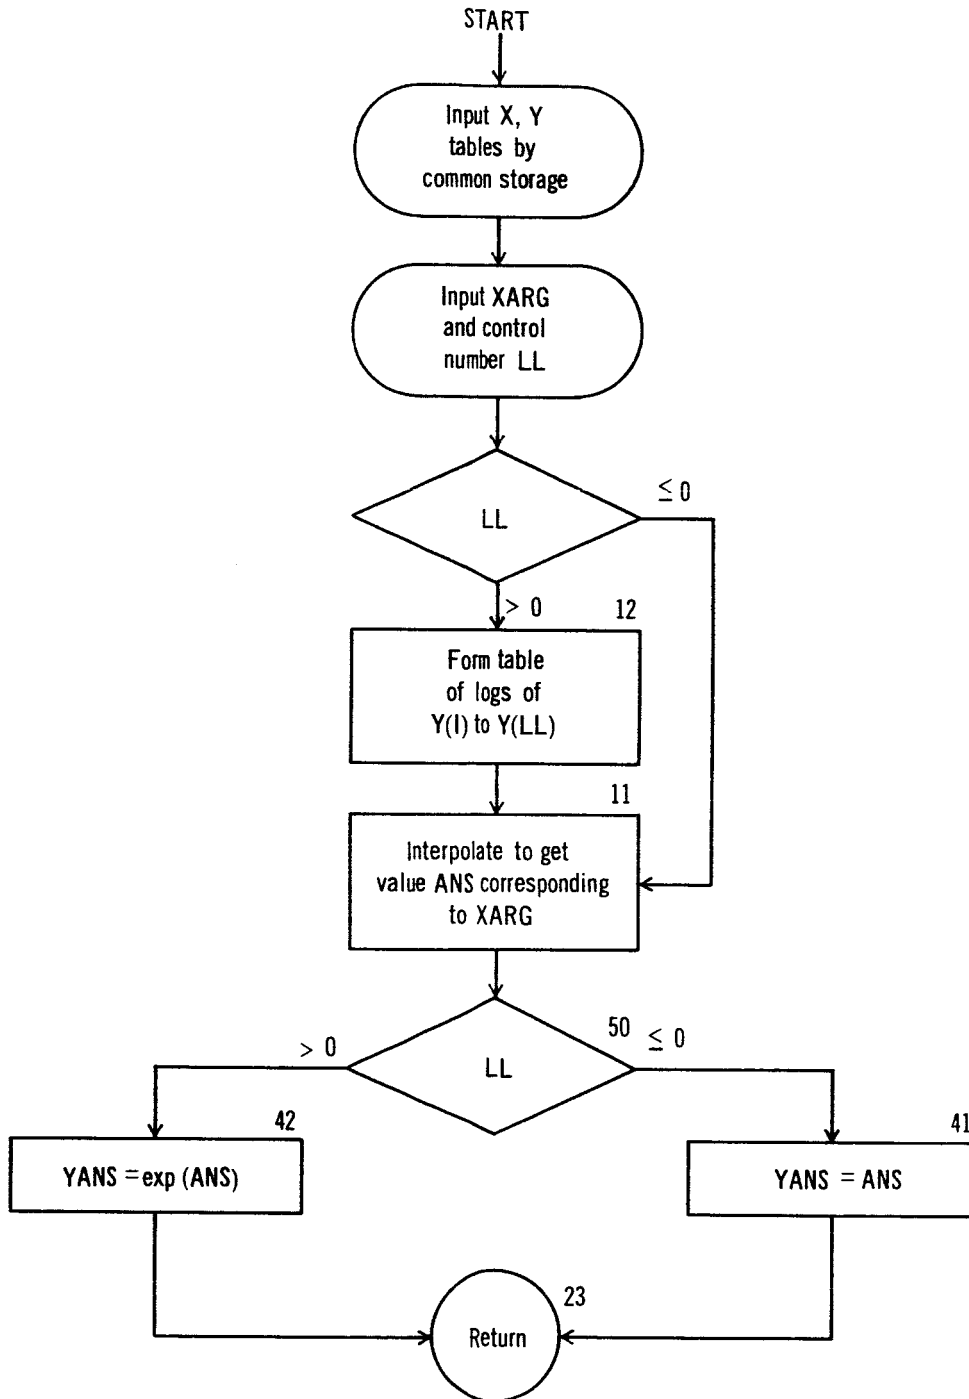 START
Input X, Y
tables by
common storage
Input XARG
and control
number LL
LL
≤ 0
> 0
12
Form table
of logs of
Y(I) to Y(LL)
11
Interpolate to get
value ANS corresponding
to XARG
50
LL
> 0
≤ 0
42
YANS = exp (ANS)
41
YANS = ANS
23
Return